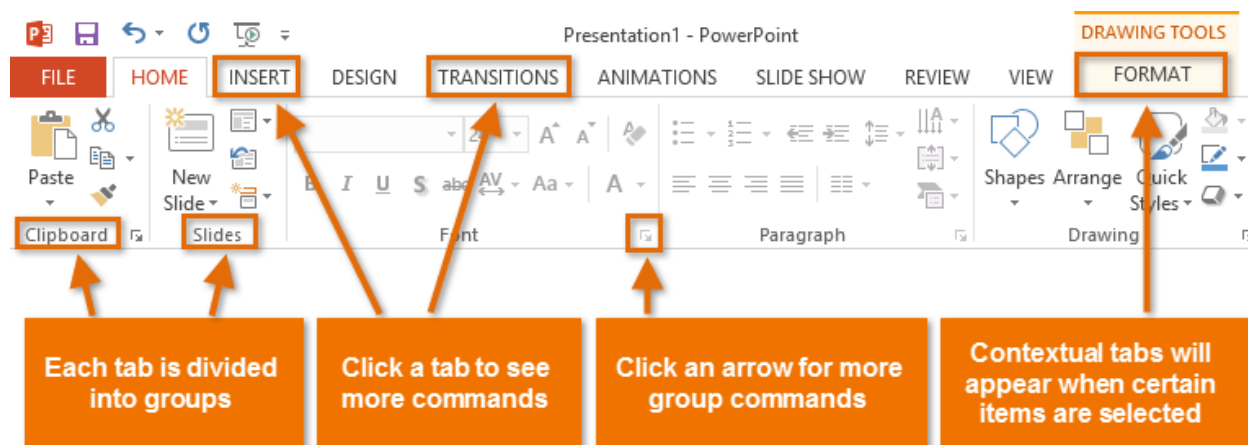 Presentation1 - PowerPoint
DRAWING TOOLS
FILE HOME INSERT DESIGN TRANSITIONS ANIMATIONS SLIDE SHOW REVIEW VIEW FORMAT
Paste
New
Slide
B I U S abc AV Aa A
Shapes Arrange Quick
Styles
Clipboard Slides Font Paragraph Drawing
Each tab is divided
into groups
Click a tab to see
more commands
Click an arrow for more
group commands
Contextual tabs will
appear when certain
items are selected